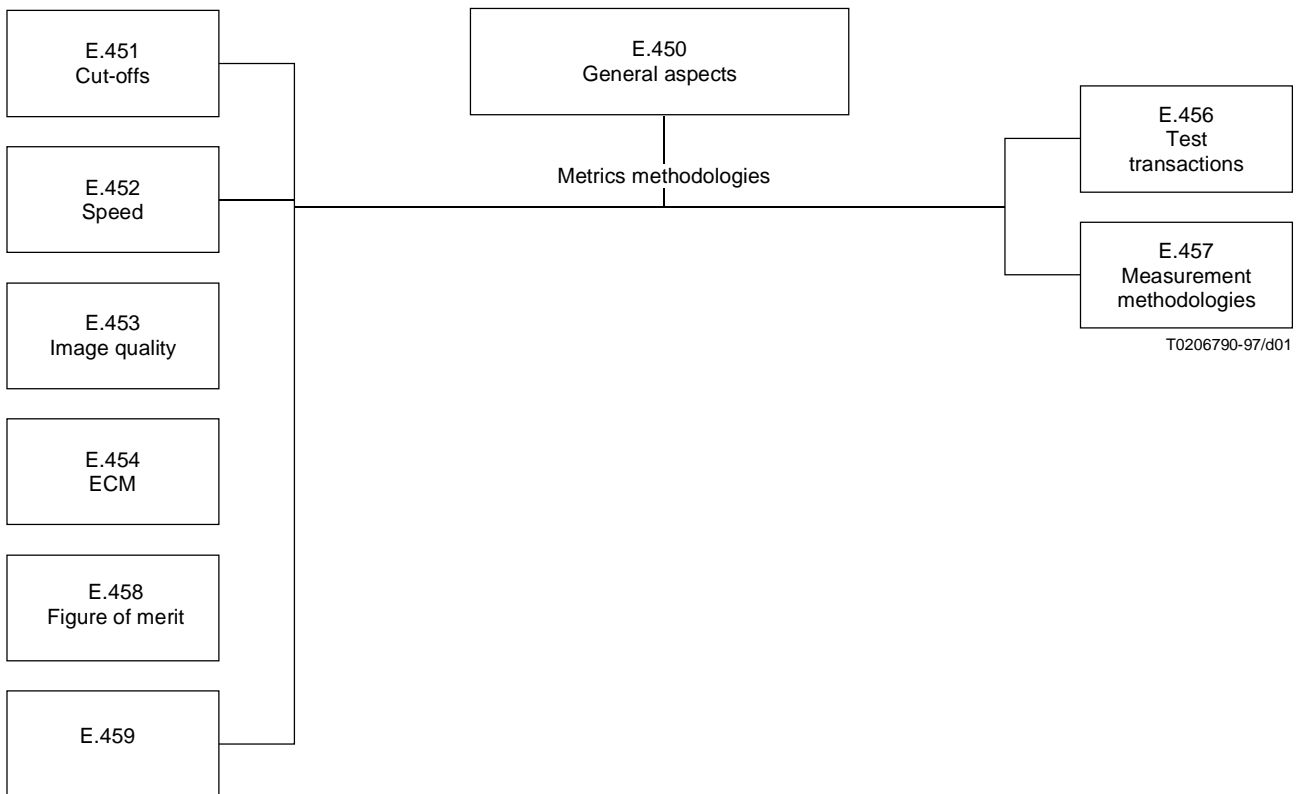 E.451
Cut-offs
E.450
General aspects
E.456
Test
transactions
E.452
Speed
Metrics methodologies
E.457
Measurement
methodologies
E.453
Image quality
T0206790-97/d01
E.454
ECM
E.458
Figure of merit
E.459